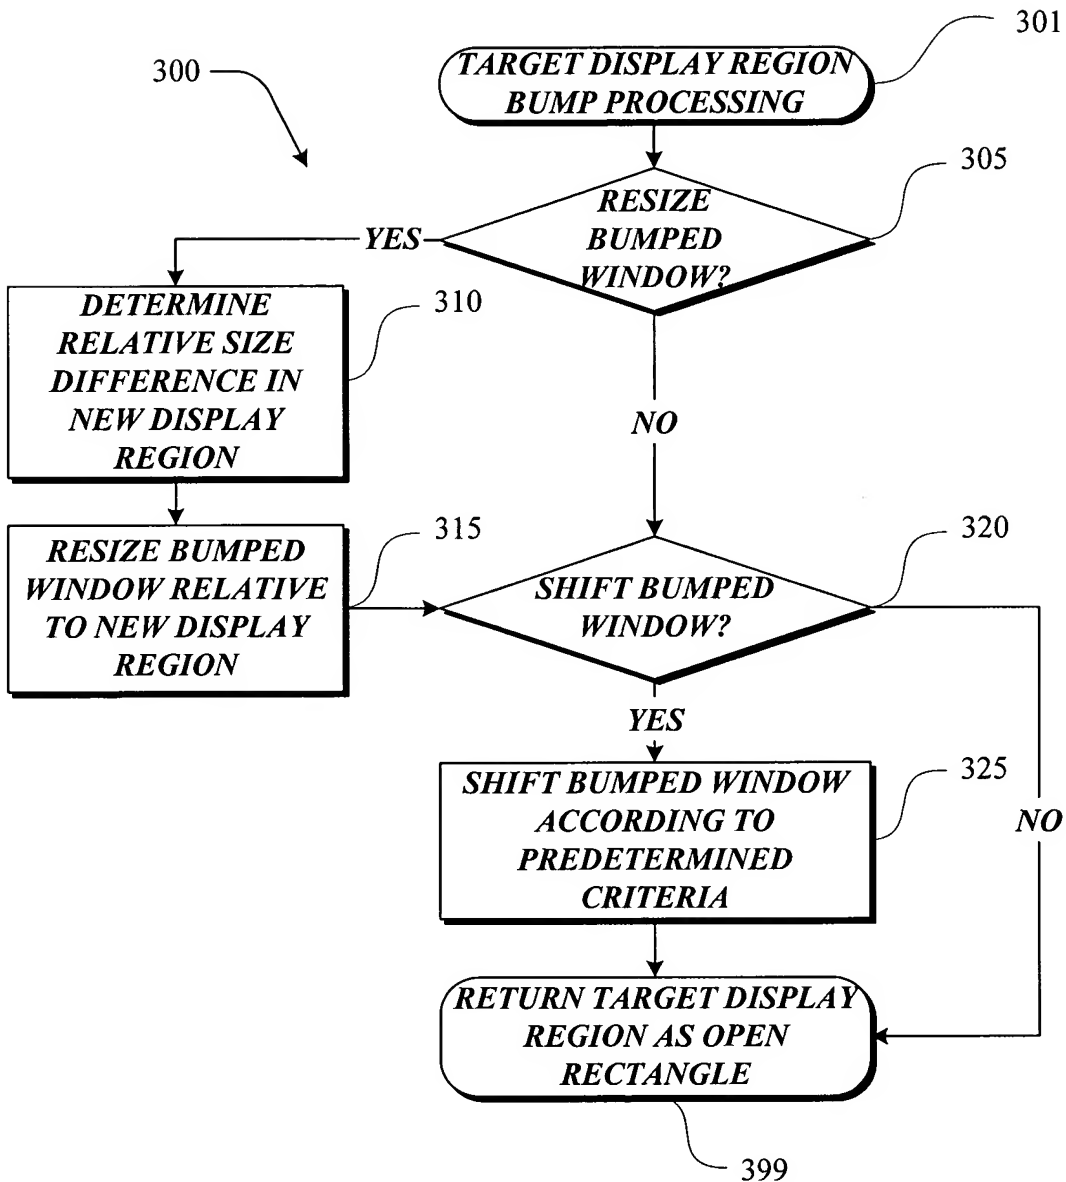 301
300
TARGET DISPLAY REGION
BUMP PROCESSING
305
RESIZE
BUMPED
WINDOW?
YES
310
DETERMINE
RELATIVE SIZE
DIFFERENCE IN
NEW DISPLAY
REGION
NO
315
320
RESIZE BUMPED
WINDOW RELATIVE
TO NEW DISPLAY
REGION
SHIFT BUMPED
WINDOW?
YES
325
SHIFT BUMPED WINDOW
ACCORDING TO
PREDETERMINED
CRITERIA
NO
RETURN TARGET DISPLAY
REGION AS OPEN
RECTANGLE
399